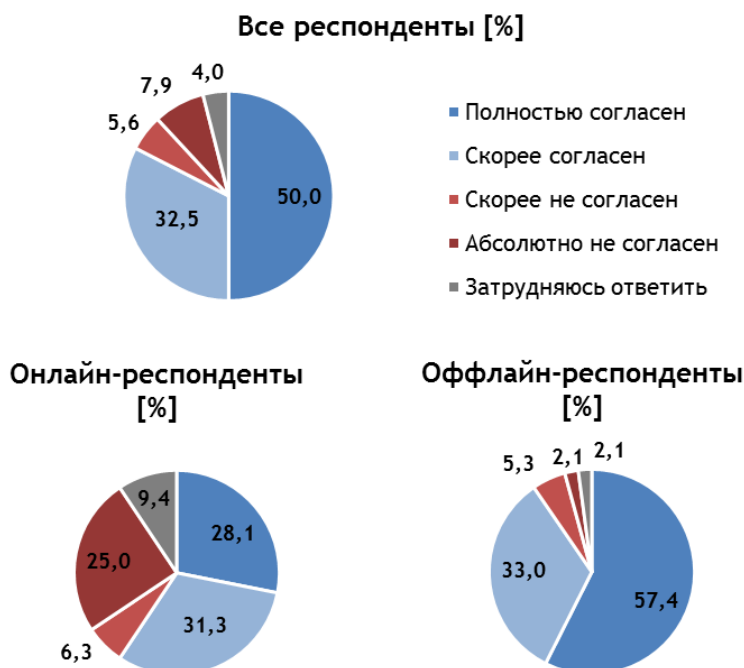 Все респонденты [%]
4,0
7,9
5,6
32,5
50,0
Полностью согласен
Скорее согласен
Скорее не согласен
Абсолютно не согласен
Затрудняюсь ответить
Онлайн-респонденты
[%]
9,4
28,1
25,0
31,3
6,3
Оффлайн-респонденты
[%]
5,3
2,1
2,1
33,0
57,4